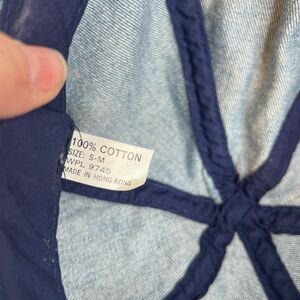 100% COTTON
SIZE: S-M
WPL 9745
MADE IN HONG KONG